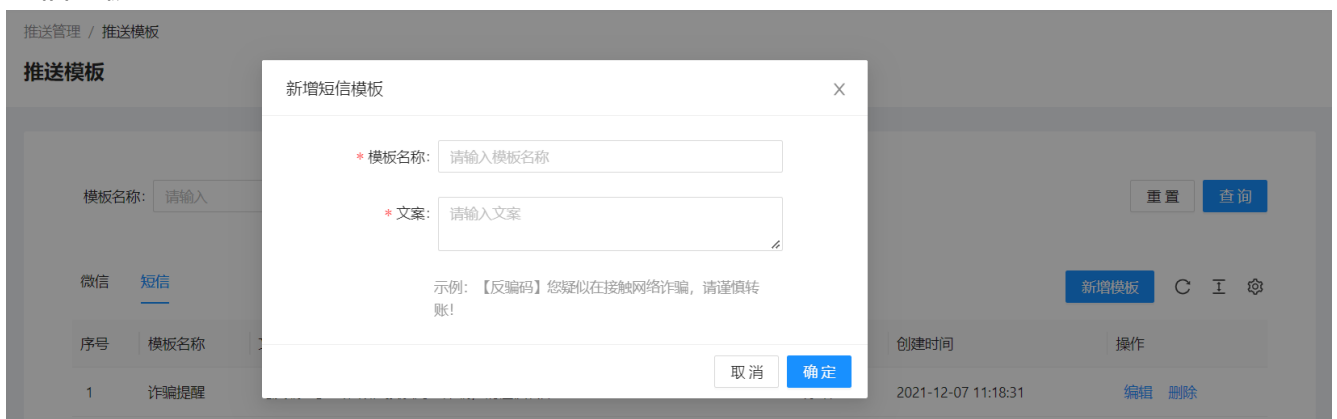 推送管理 / 推送模板
推送模板
新增短信模板
* 模板名称: 请输入模板名称
模板名称: 请输入
重置 查询
* 文案: 请输入文案
示例: 【反骗码】您疑似在接触网络诈骗, 请谨慎转
账!
微信 短信
新增模板
序号 模板名称 创建时间 操作
取消 确定
1 诈骗提醒 2021-12-07 11:18:31 编辑 删除